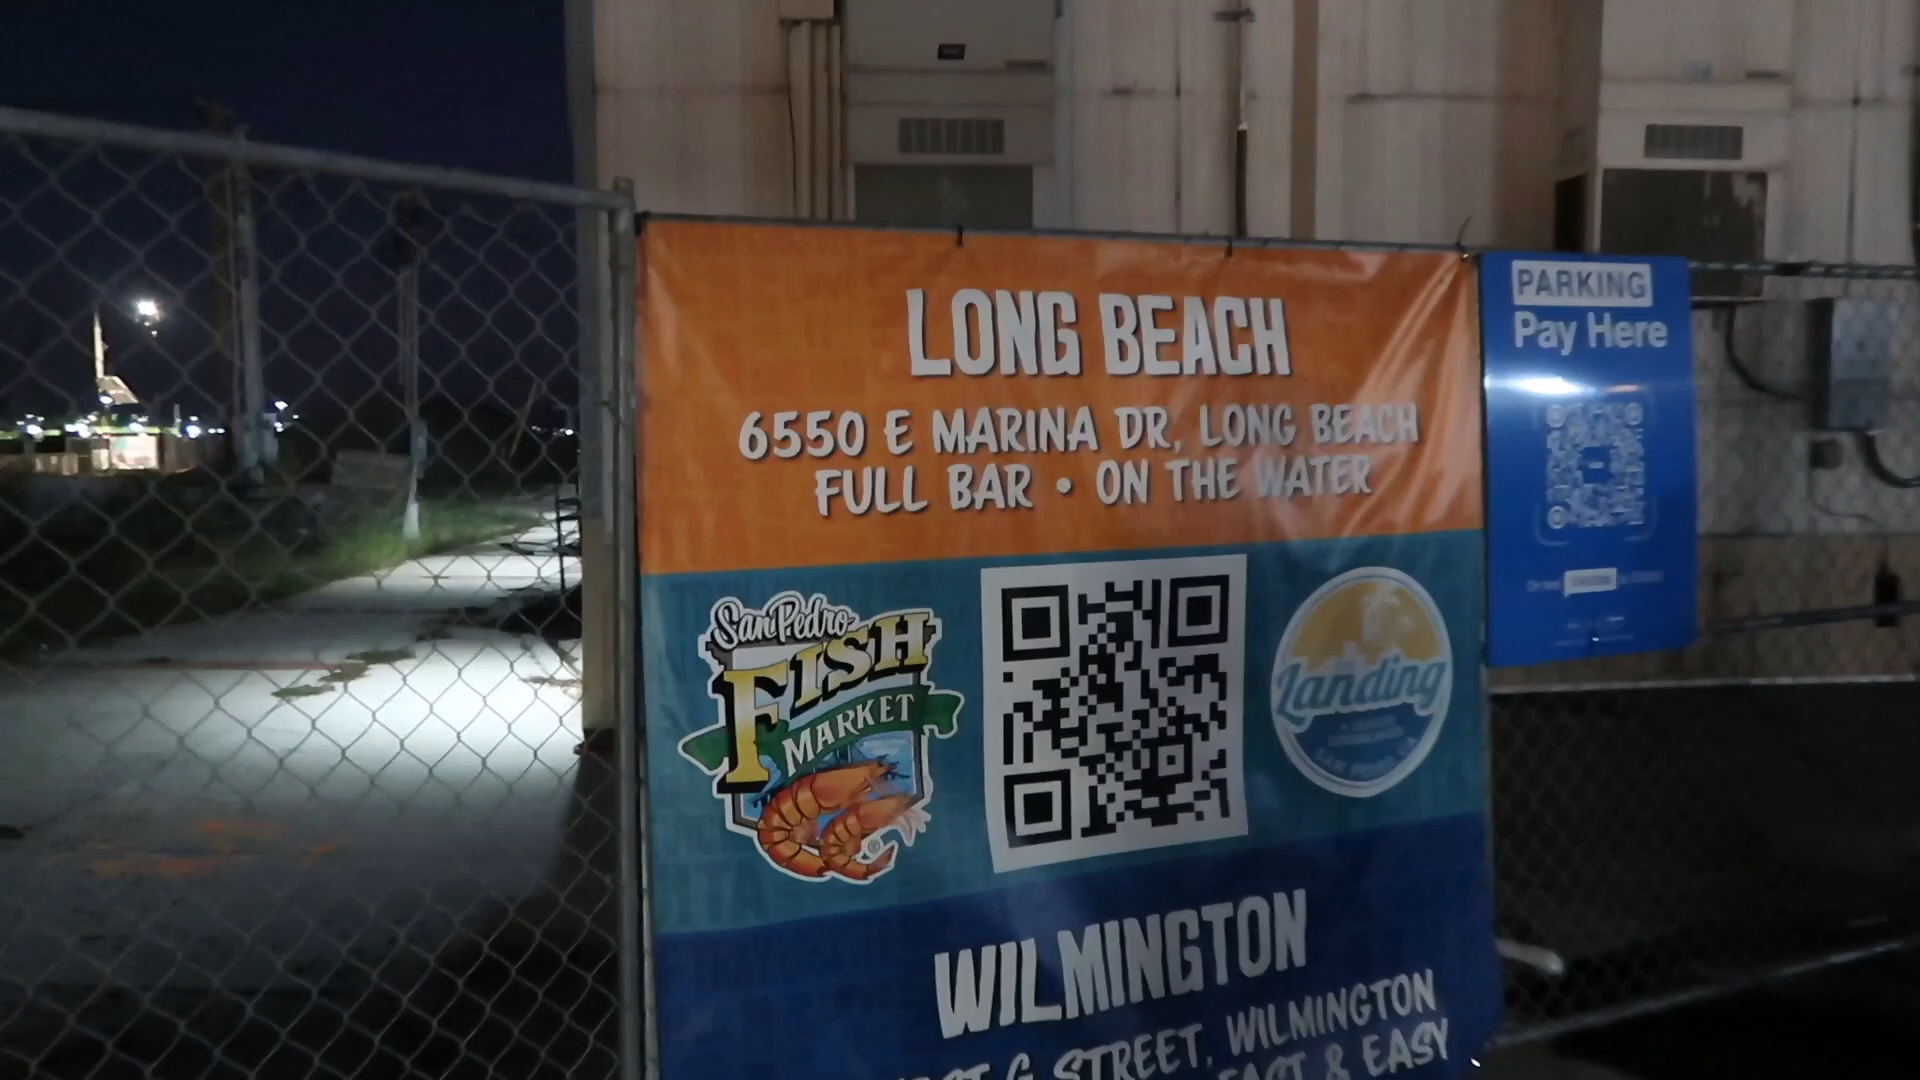 LONG BEACH
6550 E MARINA DR, LONG BEACH
FULL BAR • ON THE WATER
San Pedro
FISH
MARKET
®
Landing
WILMINGTON
G STREET, WILMINGTON
& EASY
PARKING
Pay Here